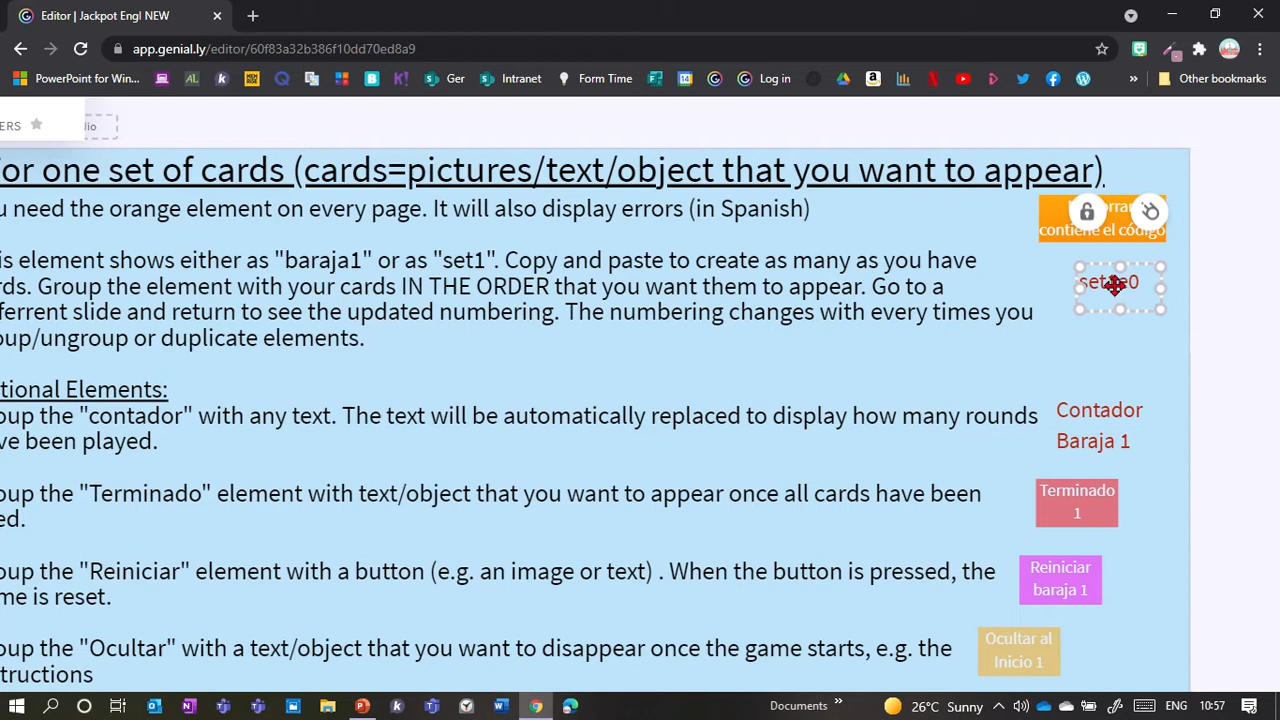 Editor | Jackpot Engl NEW
app.genial.ly/editor/60f83a32b386f10dd70ed8a9
PowerPoint for Win... Ger Intranet Form Time Log in Other bookmarks
ERS
For one set of cards (cards=pictures/text/object that you want to appear)
u need the orange element on every page. It will also display errors (in Spanish)
contiene el código
is element shows either as "baraja1" or as "set1". Copy and paste to create as many as you have
rds. Group the element with your cards IN THE ORDER that you want them to appear. Go to a
fferrent slide and return to see the updated numbering. The numbering changes with every times you
oup/ungroup or duplicate elements.
tional Elements:
oup the "contador" with any text. The text will be automatically replaced to display how many rounds
ve been played.
Contador
Baraja 1
oup the "Terminado" element with text/object that you want to appear once all cards have been
ed.
Terminado
1
oup the "Reiniciar" element with a button (e.g. an image or text) . When the button is pressed, the
me is reset.
Reiniciar
baraja 1
oup the "Ocultar" with a text/object that you want to disappear once the game starts, e.g. the
structions
Ocultar al
Inicio 1
Documents
26°C Sunny
10:57